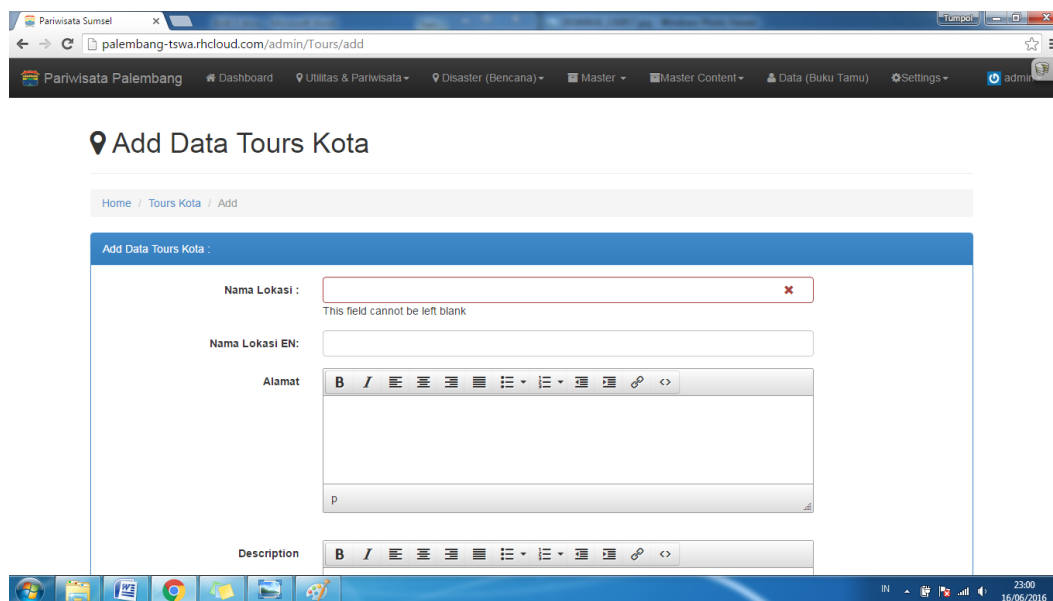 Pariwisata Sumsel
Tumpol
palembang-tswa.rhcloud.com/admin/Tours/add
Pariwisata Palembang Dashboard Utilitas & Pariwisata Disaster (Bencana) Master Master Content Data (Buku Tamu) Settings admin
Add Data Tours Kota
Home / Tours Kota / Add
Add Data Tours Kota :
Nama Lokasi :
This field cannot be left blank
Nama Lokasi EN:
Alamat
B I
p
Description
B I
IN
23:00
16/06/2016